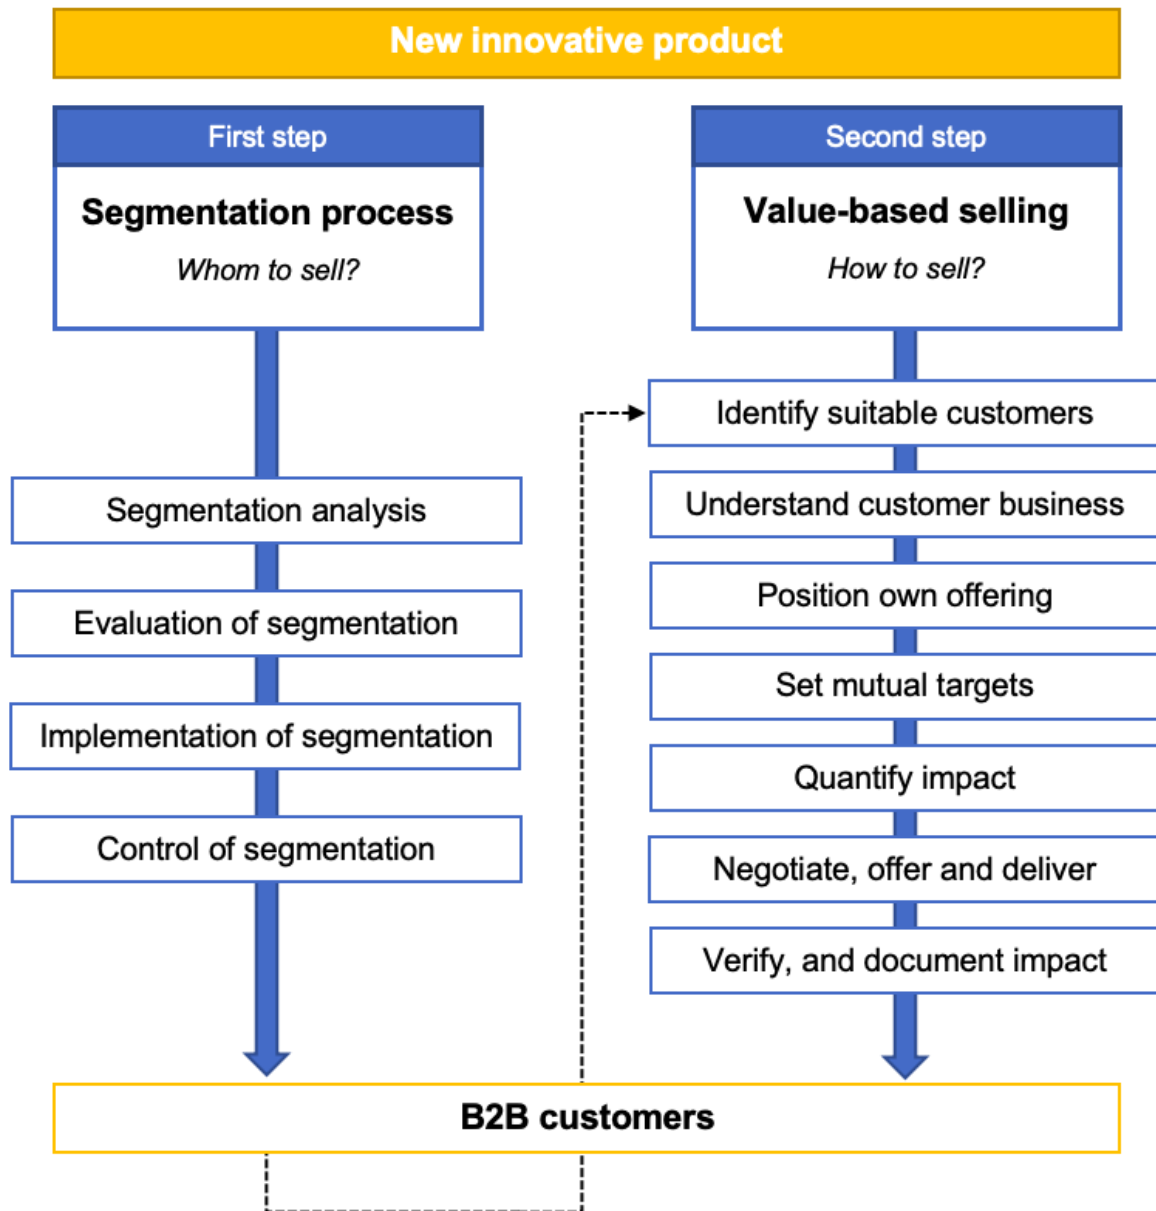 New innovative product
First step
Segmentation process
Whom to sell?
Segmentation analysis
Evaluation of segmentation
Implementation of segmentation
Control of segmentation
Second step
Value-based selling
How to sell?
Identify suitable customers
Understand customer business
Position own offering
Set mutual targets
Quantify impact
Negotiate, offer and deliver
Verify, and document impact
B2B customers